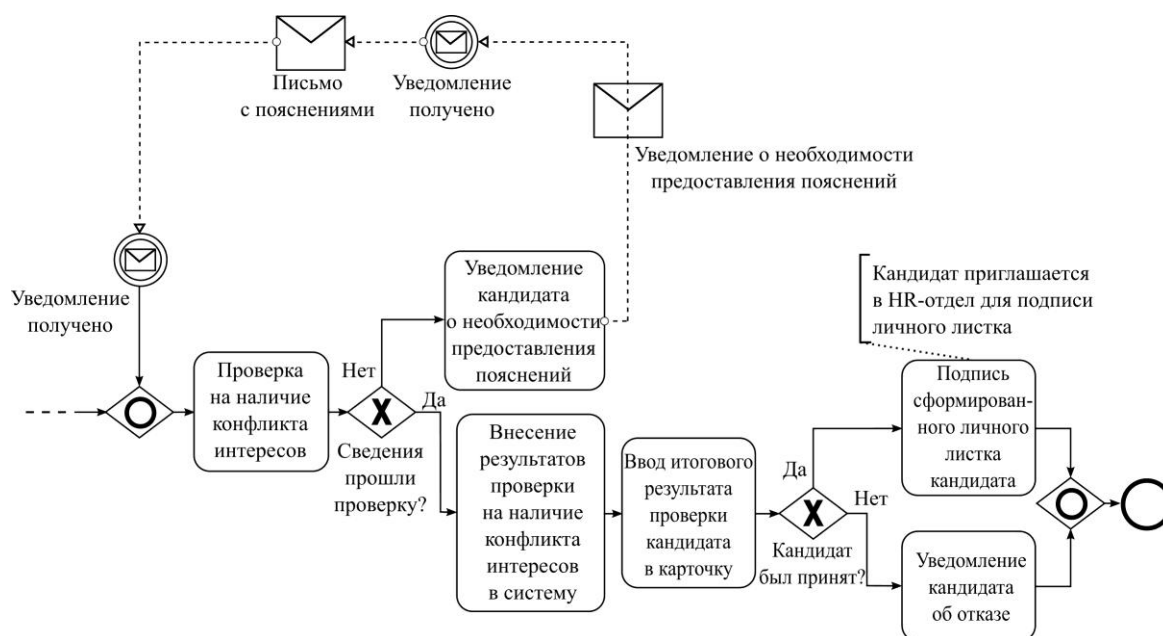 Письмо
с пояснениями
Уведомление
получено
Уведомление о необходимости
предоставления пояснений
Уведомление
получено
Уведомление
кандидата
о необходимости
предоставления
пояснений
Кандидат приглашается
в HR-отдел для подписи
личного листка
Проверка
на наличие
конфликта
интересов
Нет
Да
Сведения
прошли
проверку?
Внесение
результатов
проверки
на наличие
конфликта
интересов
в систему
Ввод итогового
результата
проверки
кандидата
в карточку
Да
Нет
Кандидат
был принят?
Подпись
сформирован-
ного личного
листка
кандидата
Уведомление
кандидата
об отказе